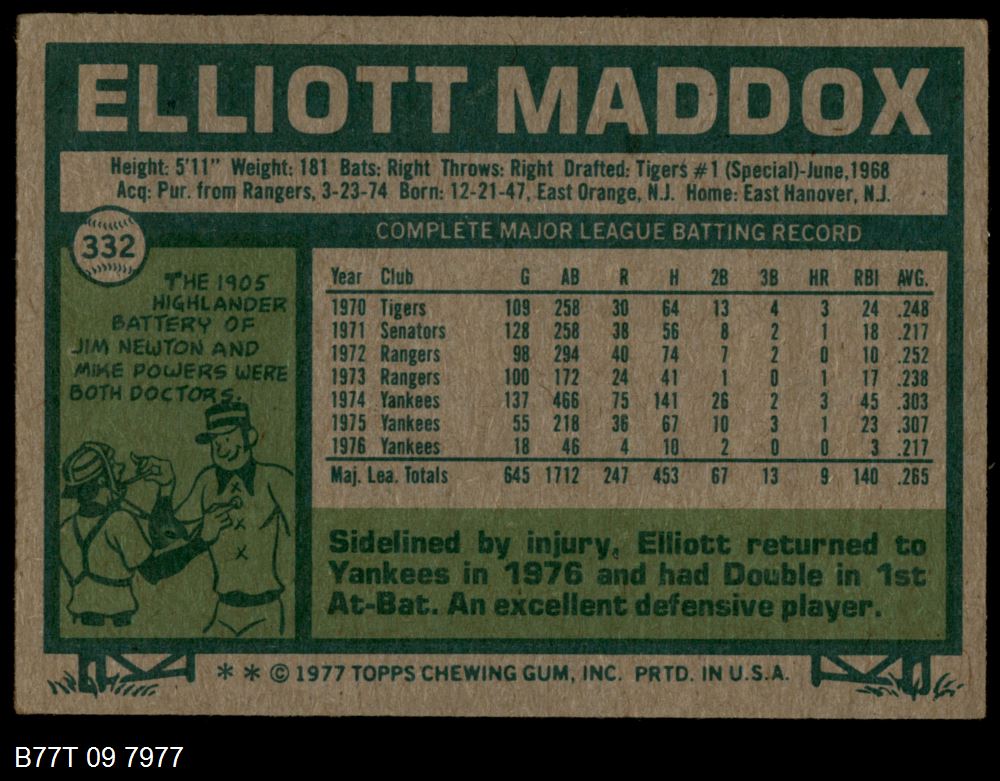 ELLIOTT MADDOX
Height: 5'11" Weight: 181 Bats: Right Throws: Right Drafted: Tigers #1 (Special)-June,1968
Acq: Pur. from Rangers, 3-23-74 Born: 12-21-47, East Orange, N.J. Home: East Hanover, N.J.
332
THE 1905
HIGHLANDER
BATTERY OF
JIM NEWTON AND
MIKE POWERS WERE
BOTH DOCTORS.
COMPLETE MAJOR LEAGUE BATTING RECORD
Year Club G AB R H 2B 3B HR RBI AVG.
1970 Tigers 109 258 30 64 13 4 3 24 .248
1971 Senators 128 258 38 56 8 2 1 18 .217
1972 Rangers 98 294 40 74 7 2 0 10 .252
1973 Rangers 100 172 24 41 1 0 1 17 .238
1974 Yankees 137 466 75 141 26 2 3 45 .303
1975 Yankees 55 218 36 67 10 3 1 23 .307
1976 Yankees 18 46 4 10 2 0 0 3 .217
Maj. Lea. Totals 645 1712 247 453 67 13 9 140 .265
Sidelined by injury, Elliott returned to
Yankees in 1976 and had Double in 1st
At-Bat. An excellent defensive player.
* * © 1977 TOPPS CHEWING GUM, INC. PRTD. IN U.S.A.
B77T 09 7977